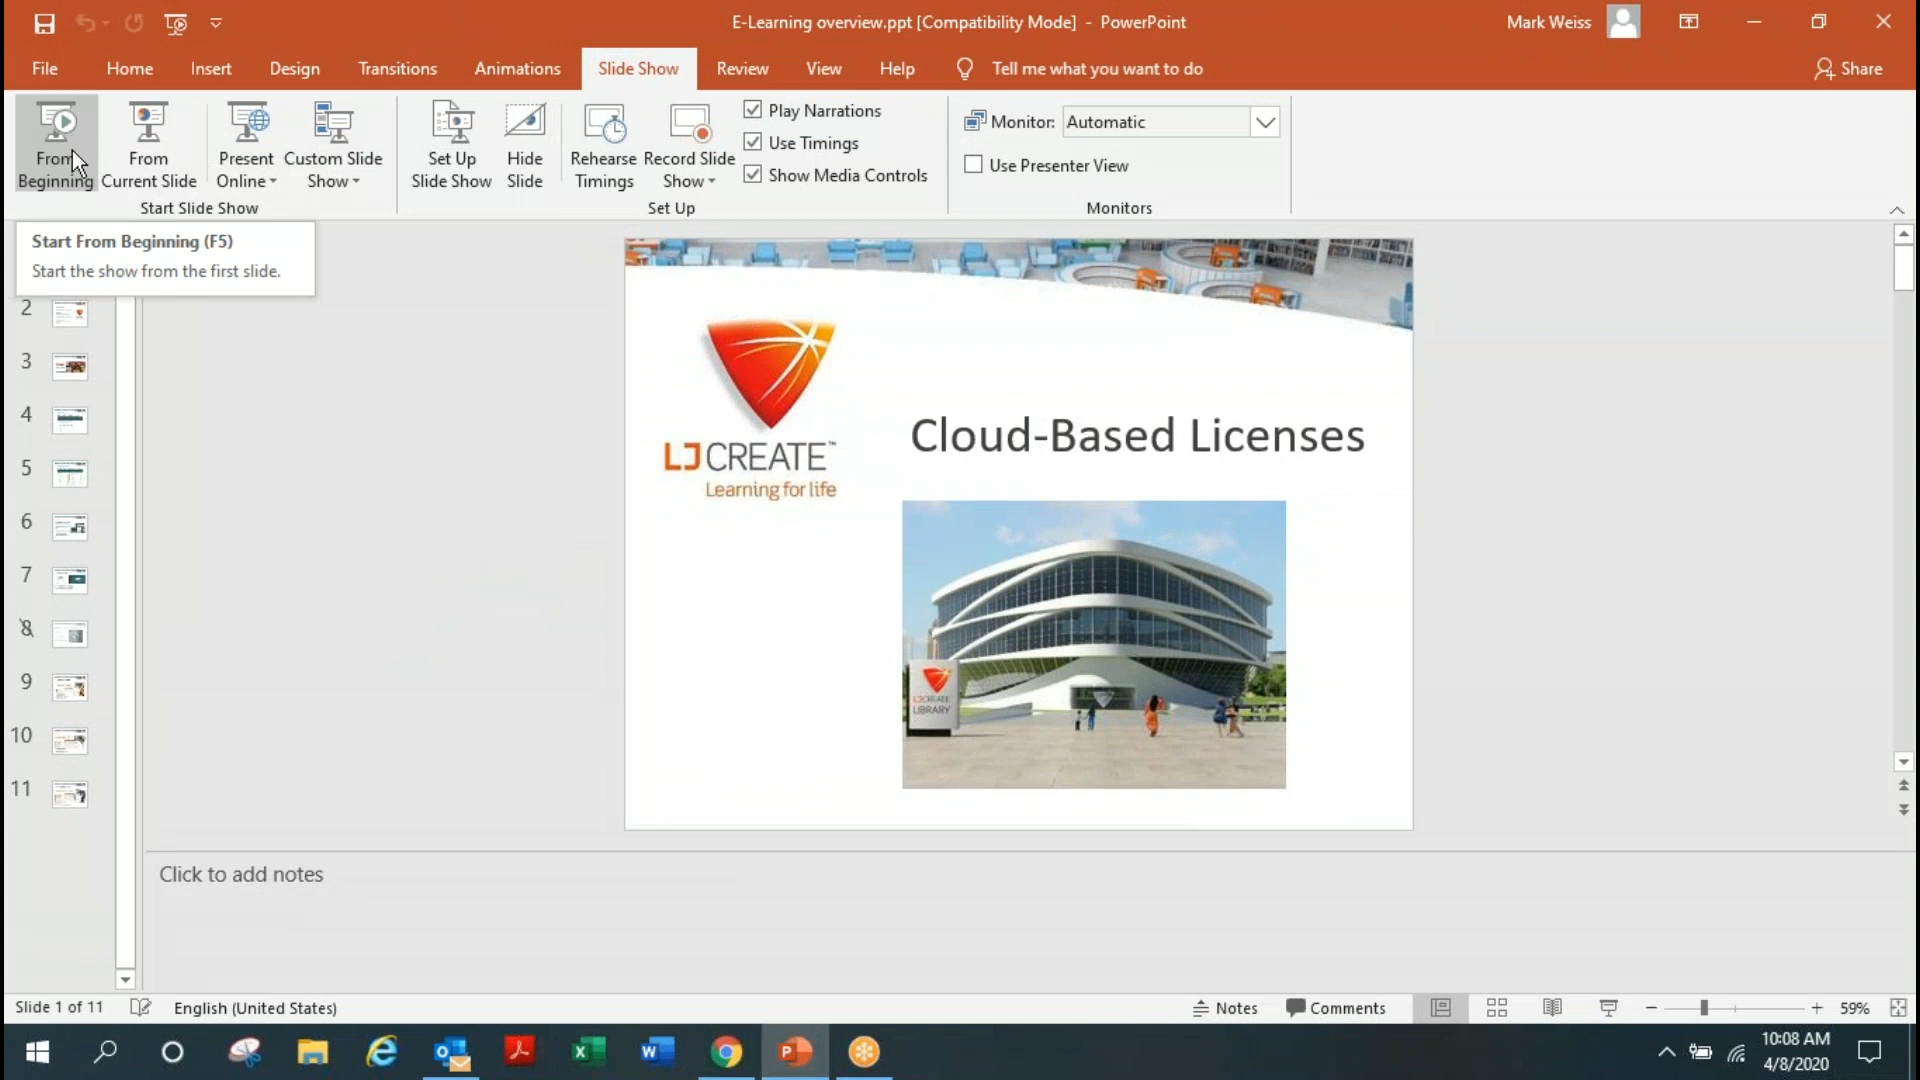 E-Learning overview.ppt [Compatibility Mode] - PowerPoint
Mark Weiss
File Home Insert Design Transitions Animations Slide Show Review View Help Tell me what you want to do Share
From Beginning
From Current Slide
Present Online
Custom Slide Show
Set Up Slide Show
Hide Slide
Rehearse Timings
Record Slide Show
Play Narrations
Use Timings
Show Media Controls
Monitor: Automatic
Use Presenter View
Start Slide Show
Set Up
Monitors
Start From Beginning (F5)
Start the show from the first slide.
2
3
4
5
6
7
8
9
10
11
LJCREATE™
Learning for life
Cloud-Based Licenses
LJCREATE
LIBRARY
Click to add notes
Slide 1 of 11 English (United States) Notes Comments 59%
10:08 AM
4/8/2020